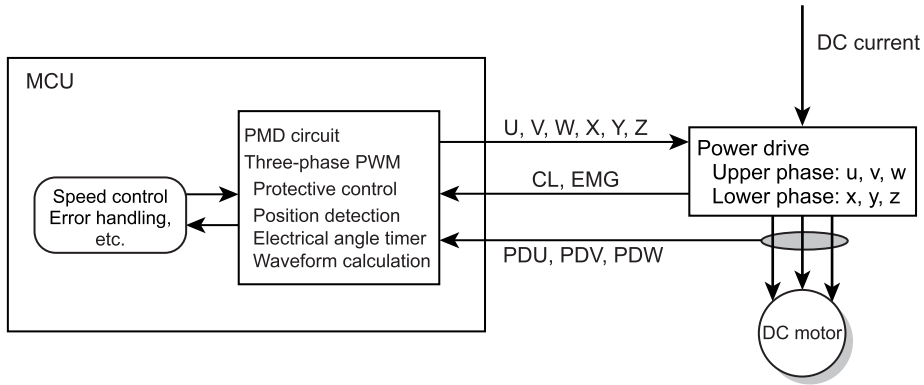 DC current
MCU
PMD circuit
Three-phase PWM
Protective control
Position detection
Electrical angle timer
Waveform calculation
Speed control
Error handling,
etc.
U, V, W, X, Y, Z
CL, EMG
PDU, PDV, PDW
Power drive
Upper phase: u, v, w
Lower phase: x, y, z
DC motor